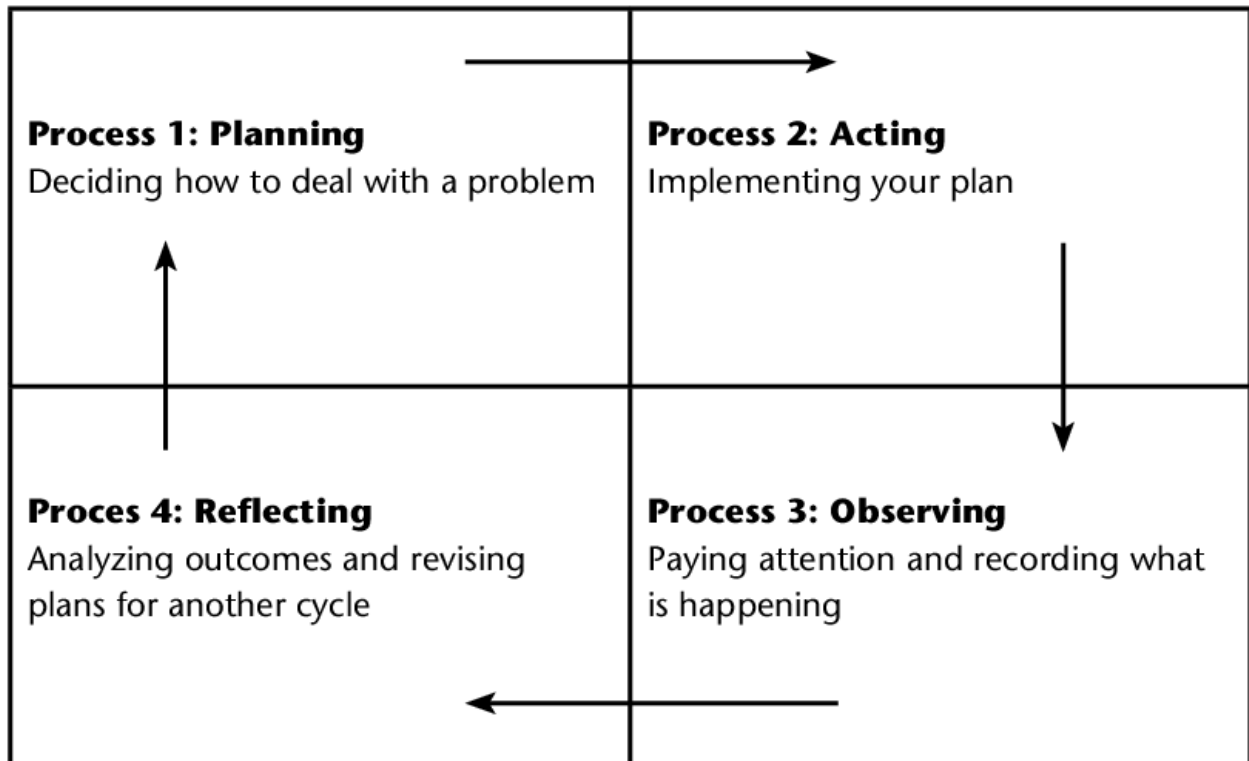 Process 1: Planning
Deciding how to deal with a problem
Process 2: Acting
Implementing your plan
Proces 4: Reflecting
Analyzing outcomes and revising
plans for another cycle
Process 3: Observing
Paying attention and recording what
is happening